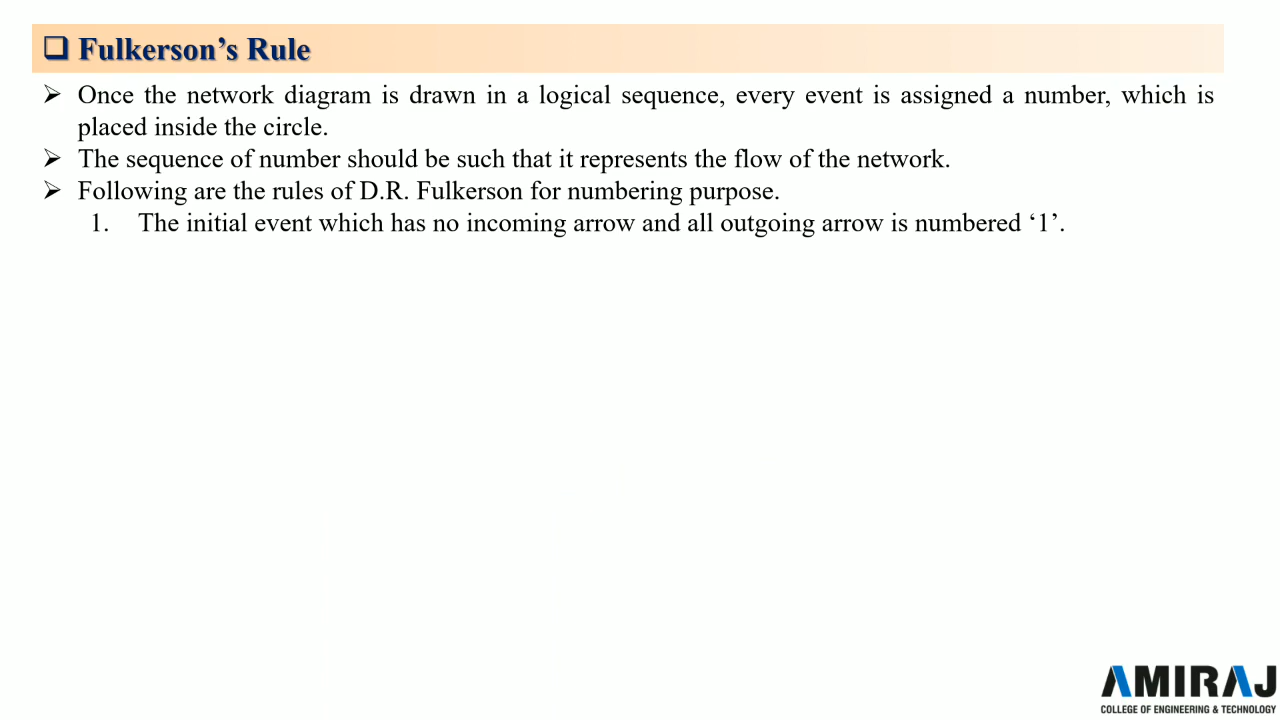 ❑ Fulkerson’s Rule
➢ Once the network diagram is drawn in a logical sequence, every event is assigned a number, which is
placed inside the circle.
➢ The sequence of number should be such that it represents the flow of the network.
➢ Following are the rules of D.R. Fulkerson for numbering purpose.
1. The initial event which has no incoming arrow and all outgoing arrow is numbered ‘1’.
AMIRAJ
COLLEGE OF ENGINEERING & TECHNOLOGY